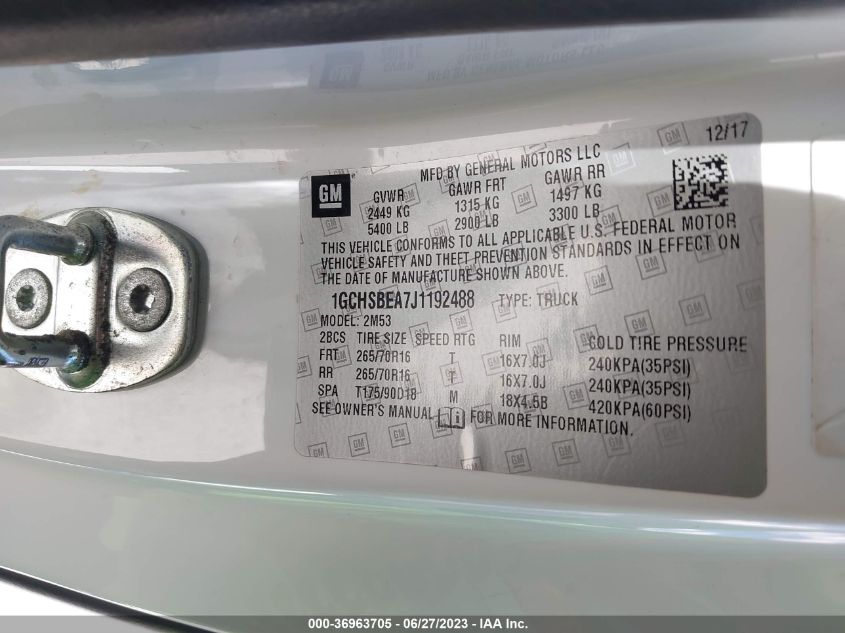 12/17
MFD BY GENERAL MOTORS LLC
GM
GVWR GAWR FRT GAWR RR
2449 KG 1315 KG 1497 KG
5400 LB 2900 LB 3300 LB
THIS VEHICLE CONFORMS TO ALL APPLICABLE U.S. FEDERAL MOTOR
VEHICLE SAFETY AND THEFT PREVENTION STANDARDS IN EFFECT ON
THE DATE OF MANUFACTURE SHOWN ABOVE.
1GCHSBEA7J1192488 TYPE: TRUCK
MODEL: 2M53
2BCS TIRE SIZE SPEED RTG RIM COLD TIRE PRESSURE
FRT 265/70R16 T 16X7.0J 240KPA(35PSI)
RR 265/70R16 T 16X7.0J 240KPA(35PSI)
SPA T175/90D18 M 18X4.5B 420KPA(60PSI)
SEE OWNER'S MANUAL FOR MORE INFORMATION.
000-36963705 - 06/27/2023 - IAA Inc.